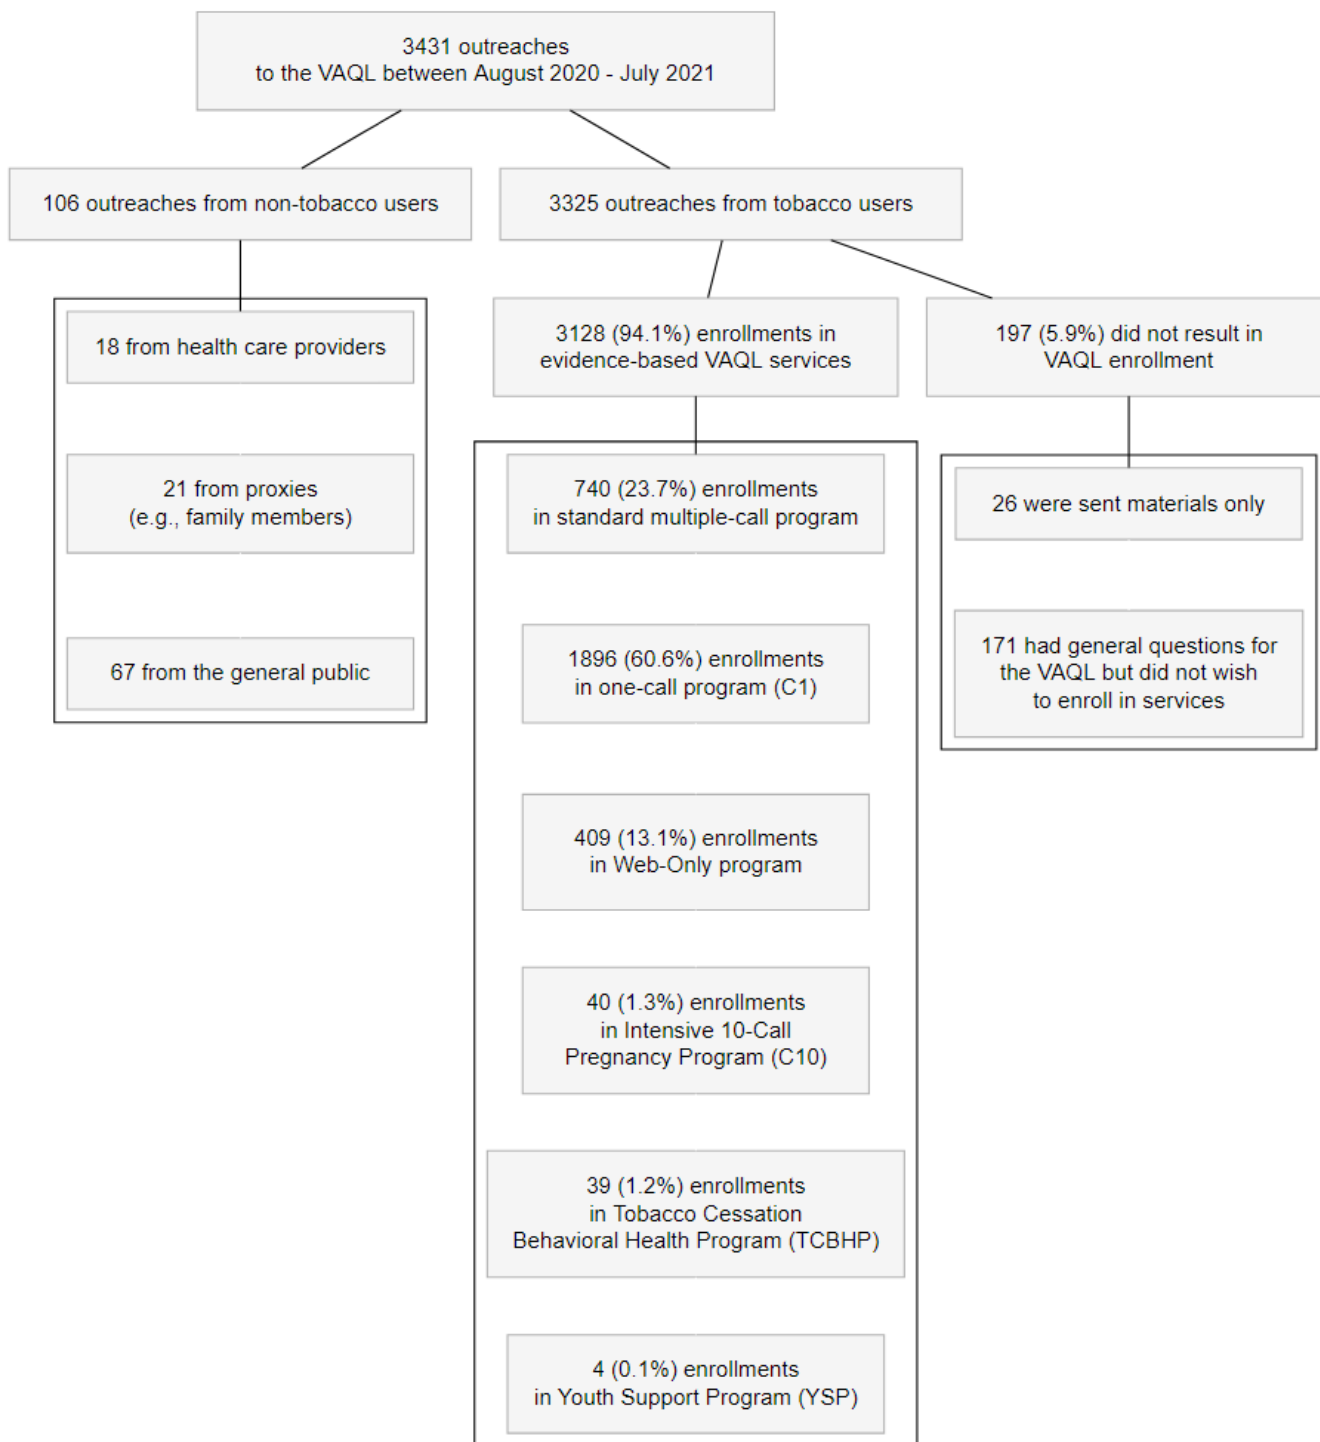 3431 outreaches
to the VAQL between August 2020 - July 2021
106 outreaches from non-tobacco users
3325 outreaches from tobacco users
18 from health care providers
21 from proxies
(e.g., family members)
67 from the general public
3128 (94.1%) enrollments in
evidence-based VAQL services
197 (5.9%) did not result in
VAQL enrollment
740 (23.7%) enrollments
in standard multiple-call program
1896 (60.6%) enrollments
in one-call program (C1)
409 (13.1%) enrollments
in Web-Only program
40 (1.3%) enrollments
in Intensive 10-Call
Pregnancy Program (C10)
39 (1.2%) enrollments
in Tobacco Cessation
Behavioral Health Program (TCBHP)
4 (0.1%) enrollments
in Youth Support Program (YSP)
26 were sent materials only
171 had general questions for
the VAQL but did not wish
to enroll in services